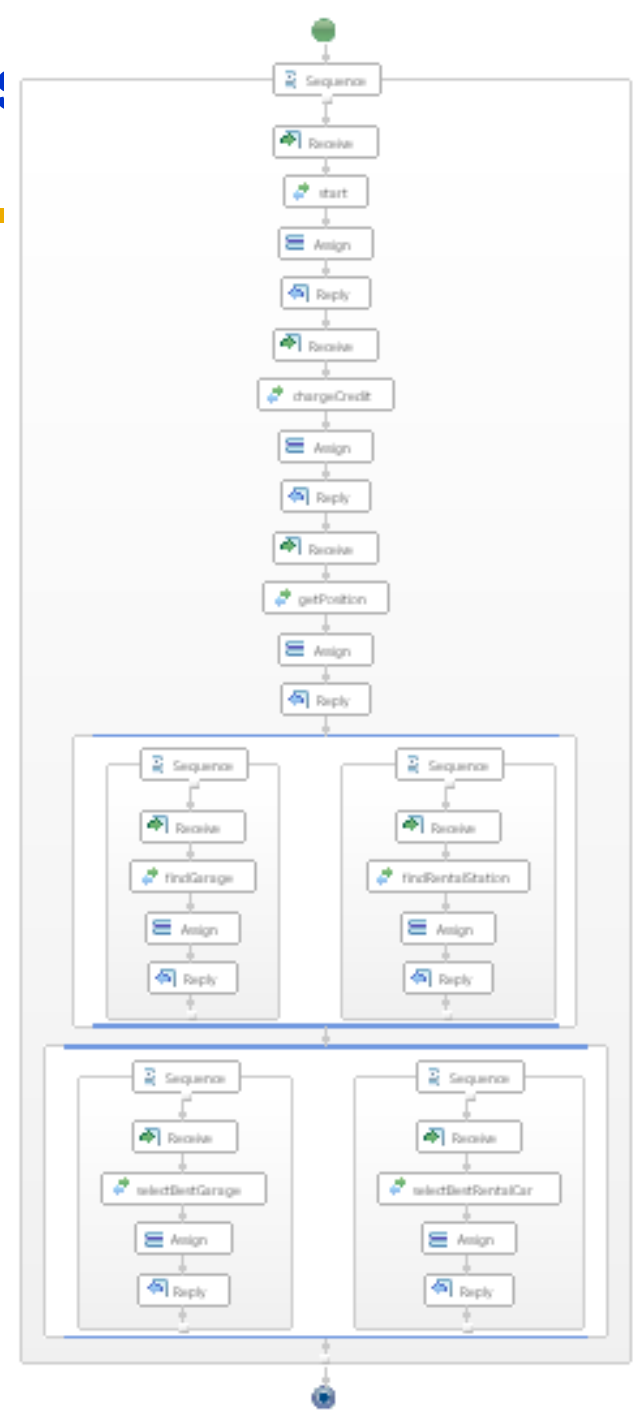 Sequence
Receive
start
Assign
Reply
Receive
chargeCredit
Assign
Reply
Receive
getPosition
Assign
Reply
Sequence Sequence
Receive Receive
findGarage findRentalStation
Assign Assign
Reply Reply
Sequence Sequence
Receive Receive
selectBestGarage selectBestRentalCar
Assign Assign
Reply Reply